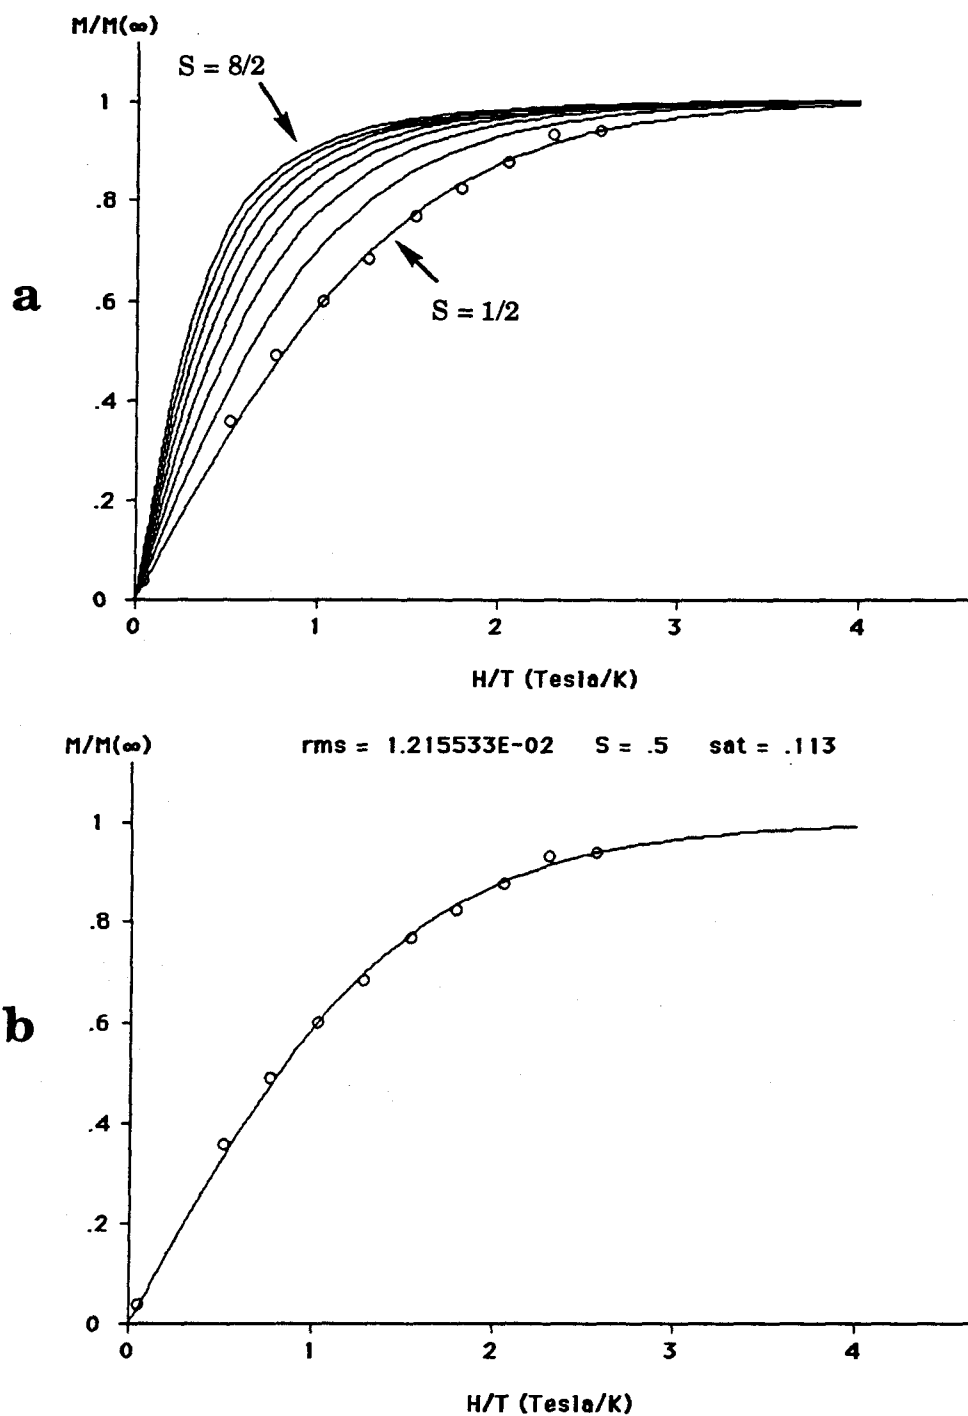 M/M(∞)
S = 8/2
1
.8
a
.6
S = 1/2
.4
.2
0
0 1 2 3 4
H/T (Tesla/K)
M/M(∞) rms = 1.215533E-02 S = .5 sat = .113
1
.8
b
.6
.4
.2
0
0 1 2 3 4
H/T (Tesla/K)